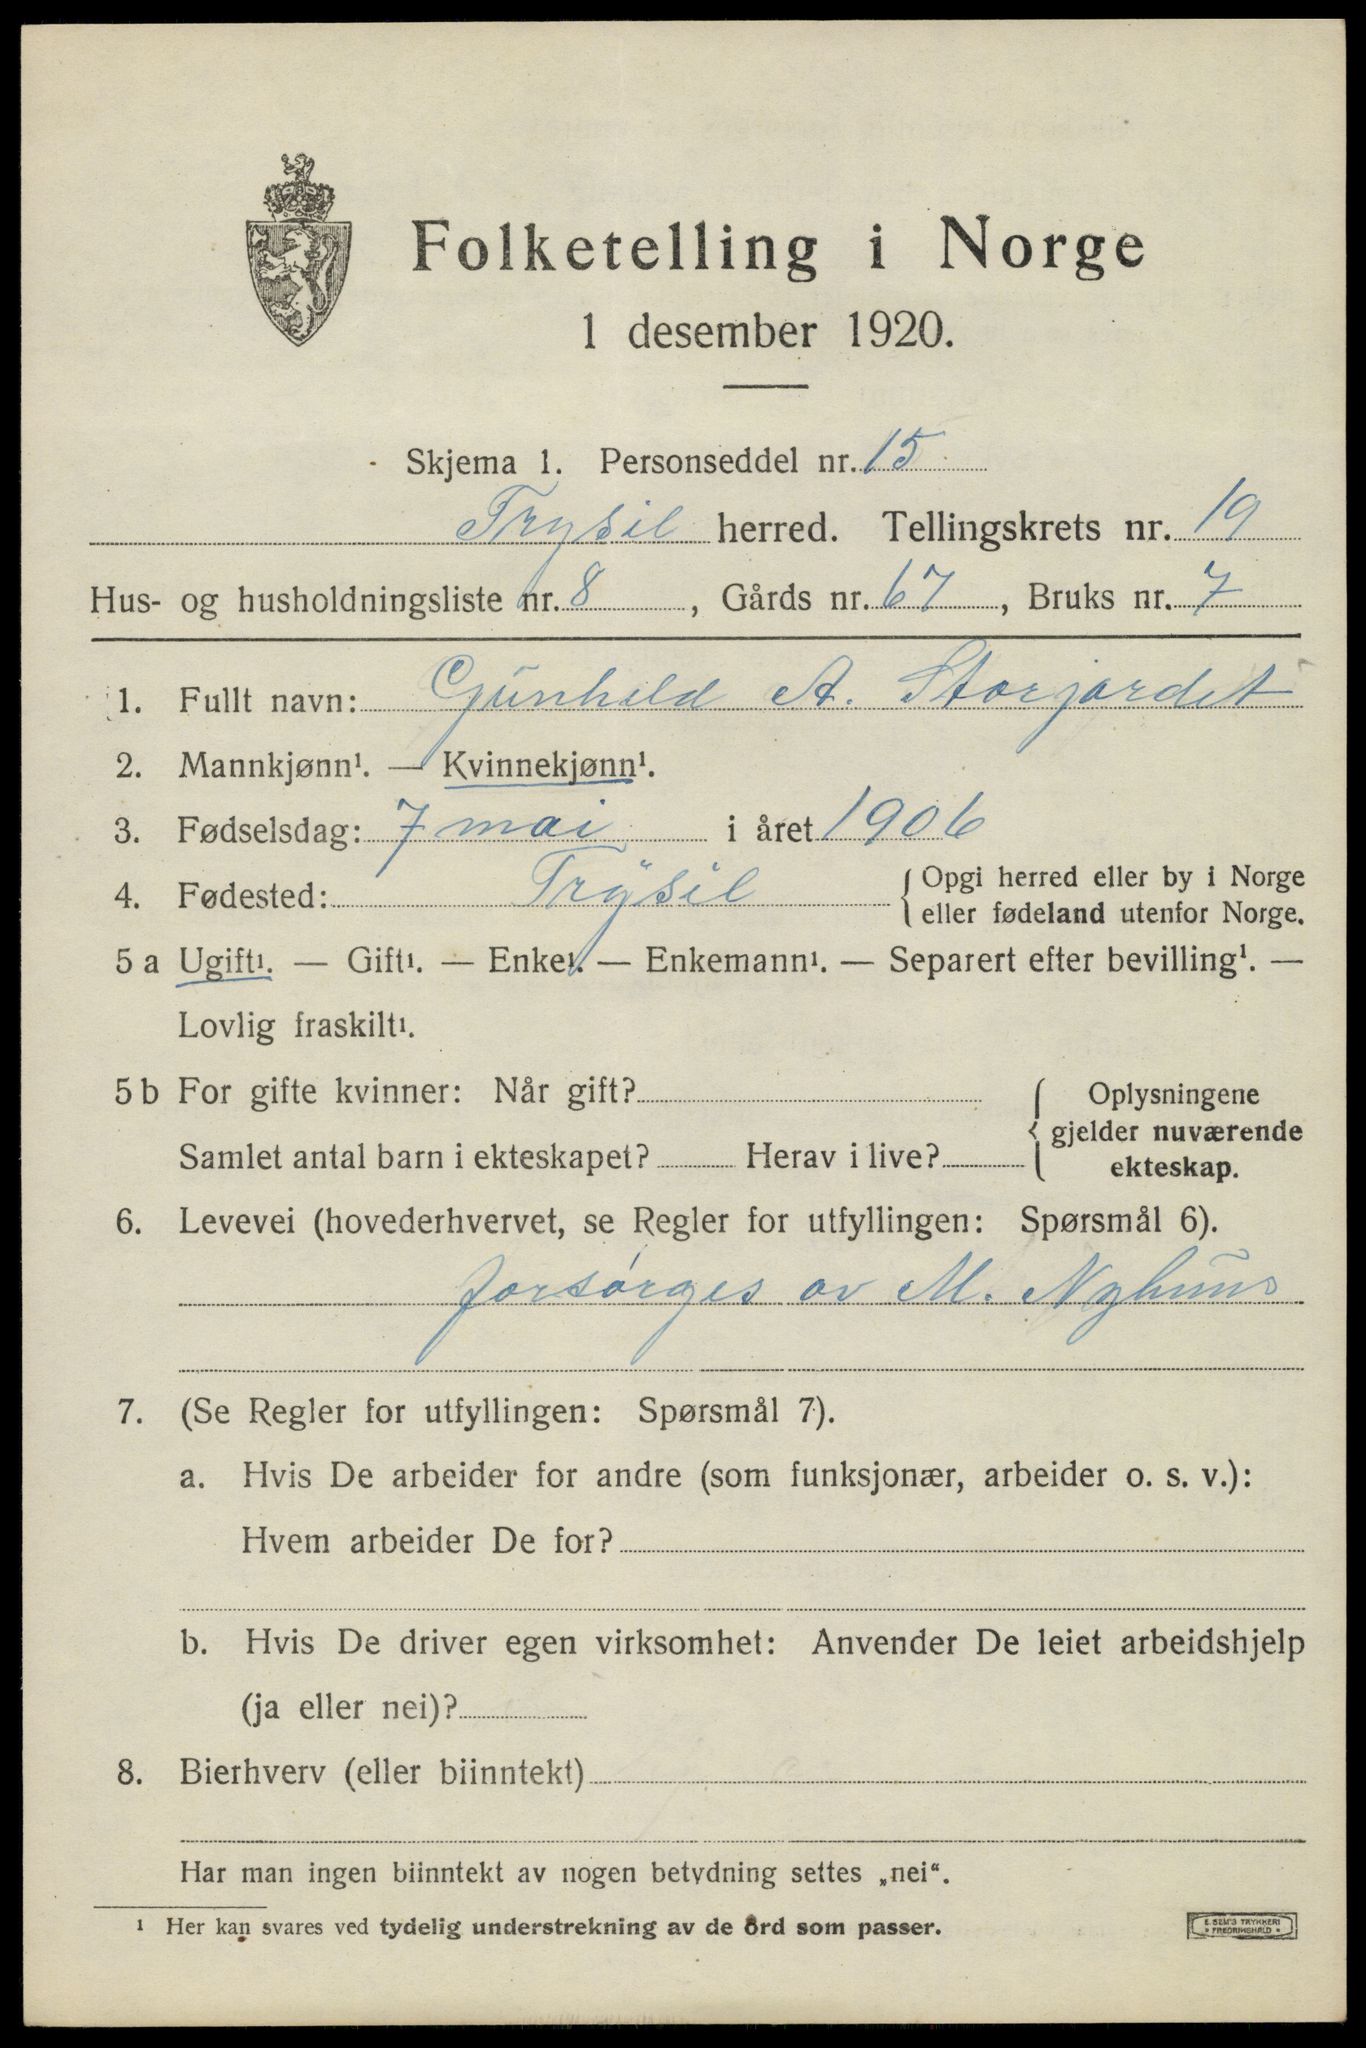 Folketelling i Norge
1 desember 1920.
Skjema 1. Personseddel nr. 15
Trysil herred. Tellingskrets nr. 19
Hus- og husholdningsliste nr. 8, Gårds nr. 67, Bruks nr. 7
1. Fullt navn: Gunhild A. Storjordet
2. Mannkjønn¹. — Kvinnekjønn¹.
3. Fødselsdag: 7 mai i året 1906
4. Fødested: Trysil { Opgi herred eller by i Norge
eller fødeland utenfor Norge.
5 a Ugift¹. — Gift¹. — Enke¹. — Enkemann¹. — Separert efter bevilling¹. —
Lovlig fraskilt¹.
5 b For gifte kvinner: Når gift?
Samlet antal barn i ekteskapet? Herav i live?
Oplysningene
gjelder nuværende
ekteskap.
6. Levevei (hovederhvervet, se Regler for utfyllingen: Spørsmål 6).
forsørges av M. Nyhuus
7. (Se Regler for utfyllingen: Spørsmål 7).
a. Hvis De arbeider for andre (som funksjonær, arbeider o. s. v.):
Hvem arbeider De for?
b. Hvis De driver egen virksomhet: Anvender De leiet arbeidshjelp
(ja eller nei)?
8. Bierhverv (eller biinntekt)
Har man ingen biinntekt av nogen betydning settes „nei“.
¹ Her kan svares ved tydelig understrekning av de ord som passer.
E. SEM'S TRYKKERI
* FREDRIKSHALD *